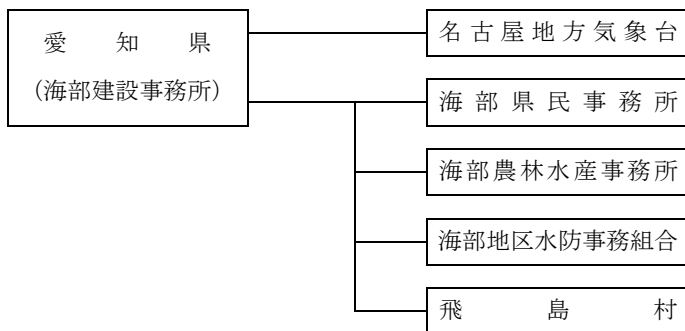 愛知県
（海部建設事務所）
名古屋地方気象台
海部県民事務所
海部農林水産事務所
海部地区水防事務組合
飛島村